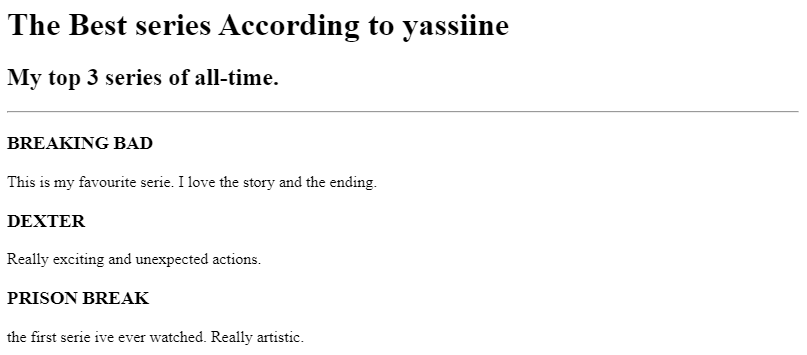 The Best series According to yassiine
My top 3 series of all-time.
BREAKING BAD
This is my favourite serie. I love the story and the ending.
DEXTER
Really exciting and unexpected actions.
PRISON BREAK
the first serie ive ever watched. Really artistic.